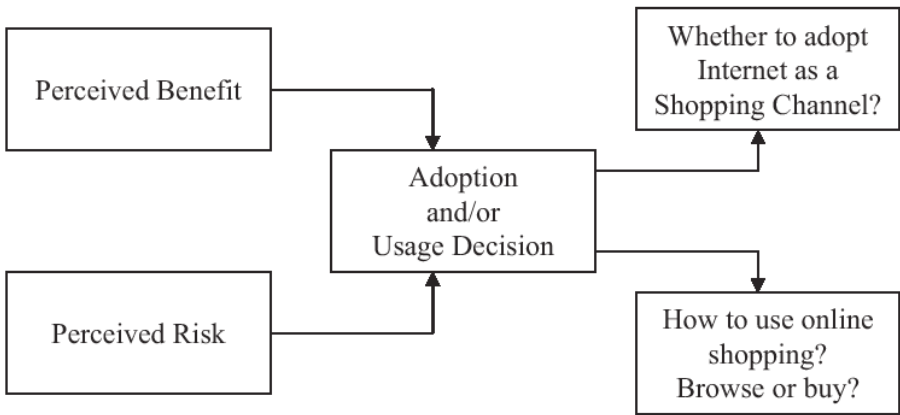 Perceived Benefit
Whether to adopt
Internet as a
Shopping Channel?
Adoption
and/or
Usage Decision
Perceived Risk
How to use online
shopping?
Browse or buy?